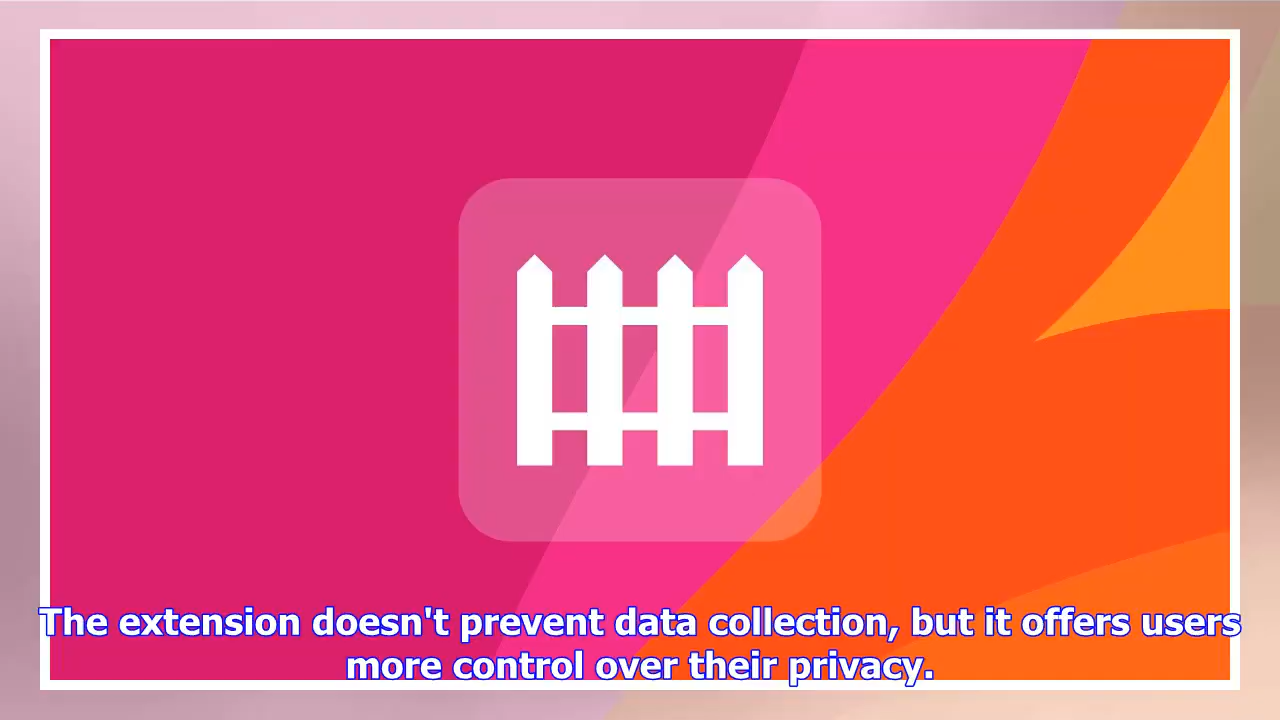 The extension doesn't prevent data collection, but it offers users
more control over their privacy.